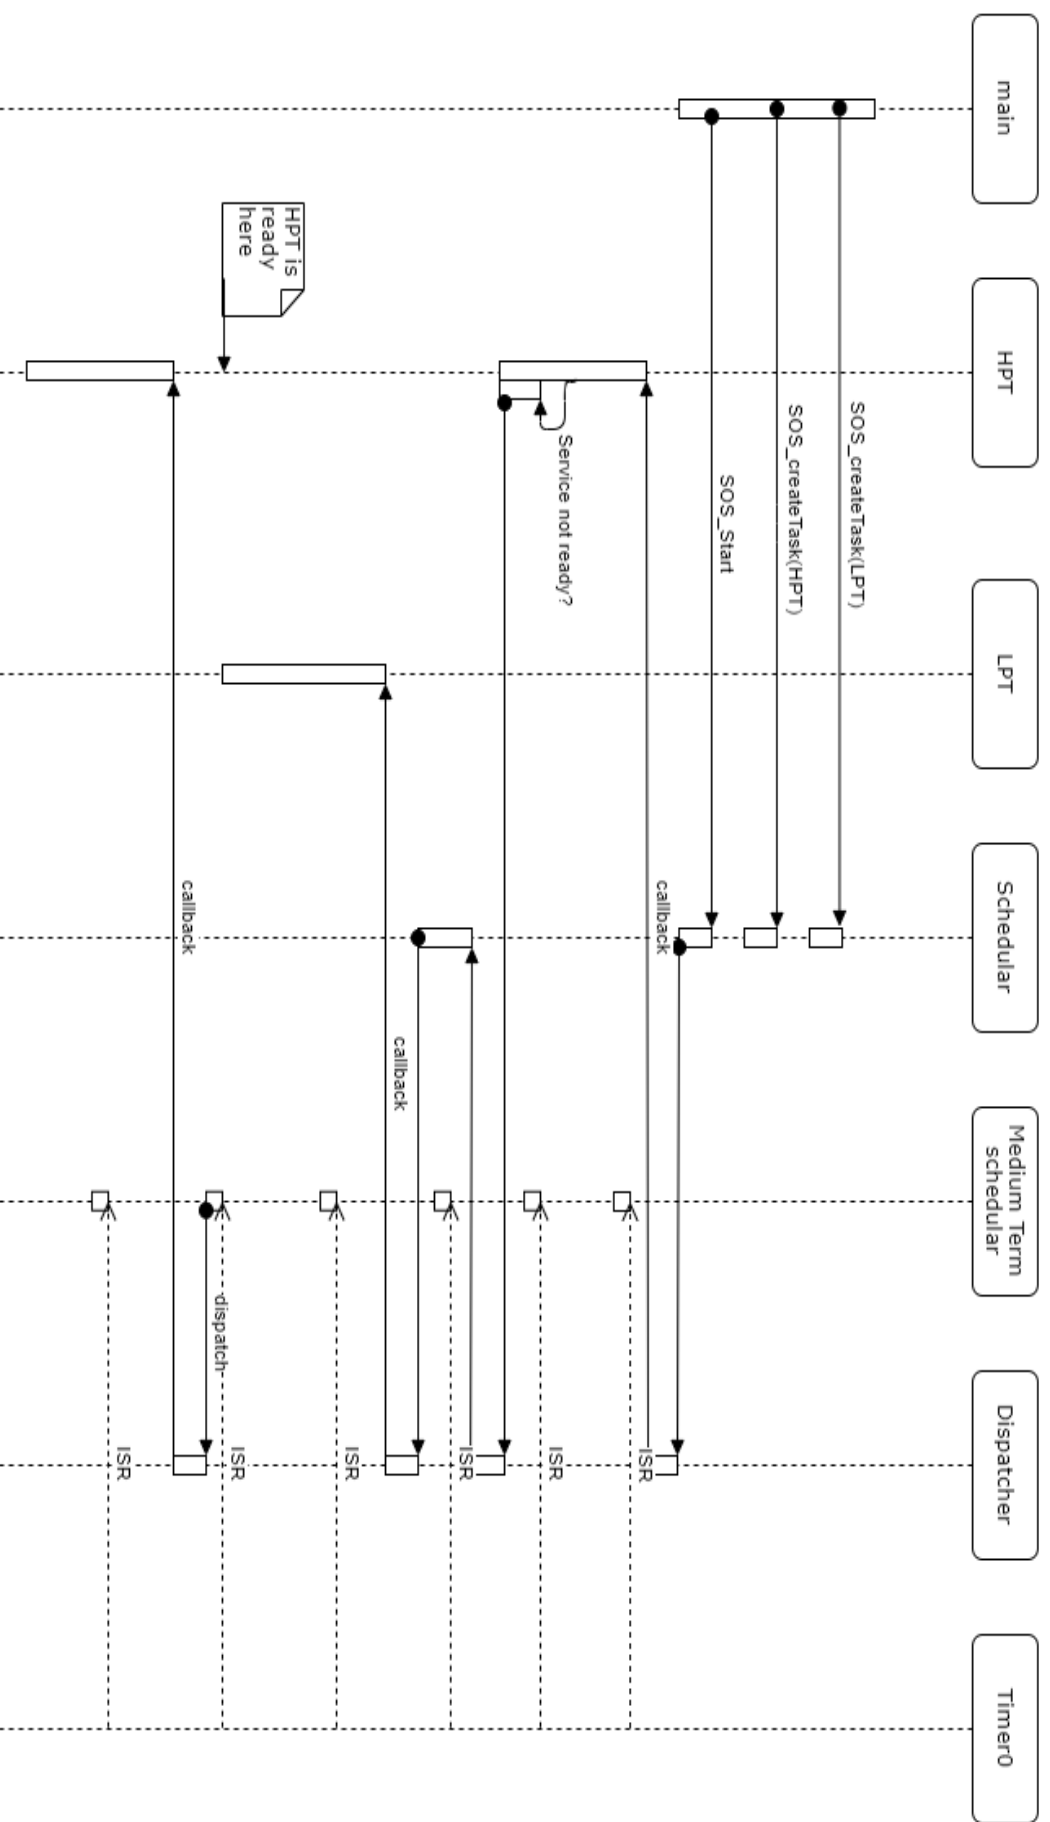 main
HPT
LPT
Schedular
Medium Term
schedular
Dispatcher
Timer0
SOS_createTask(LPT)
SOS_createTask(HPT)
SOS_Start
callback
ISR
Service not ready?
ISR
ISR
callback
ISR
HPT is
ready
here
ISR
dispatch
callback
ISR